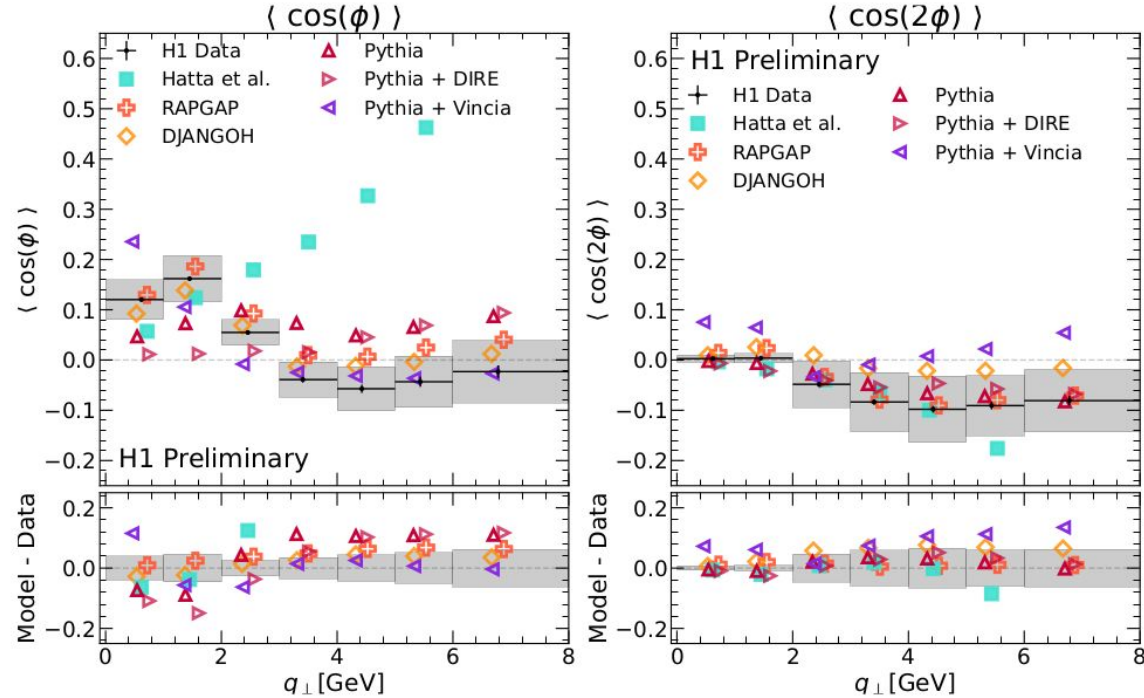 ⟨ cos(ϕ) ⟩
H1 Data
Hatta et al.
RAPGAP
DJANGOH
Pythia
Pythia + DIRE
Pythia + Vincia
0.6
0.5
0.4
0.3
0.2
0.1
0.0
−0.1
−0.2
⟨ cos(ϕ) ⟩
H1 Preliminary
0.2
0.0
−0.2
Model - Data
0 2 4 6 8
q⊥[GeV]
⟨ cos(2ϕ) ⟩
H1 Preliminary
H1 Data
Hatta et al.
RAPGAP
DJANGOH
Pythia
Pythia + DIRE
Pythia + Vincia
0.6
0.5
0.4
0.3
0.2
0.1
0.0
−0.1
−0.2
⟨ cos(2ϕ) ⟩
0.2
0.0
−0.2
Model - Data
0 2 4 6 8
q⊥[GeV]